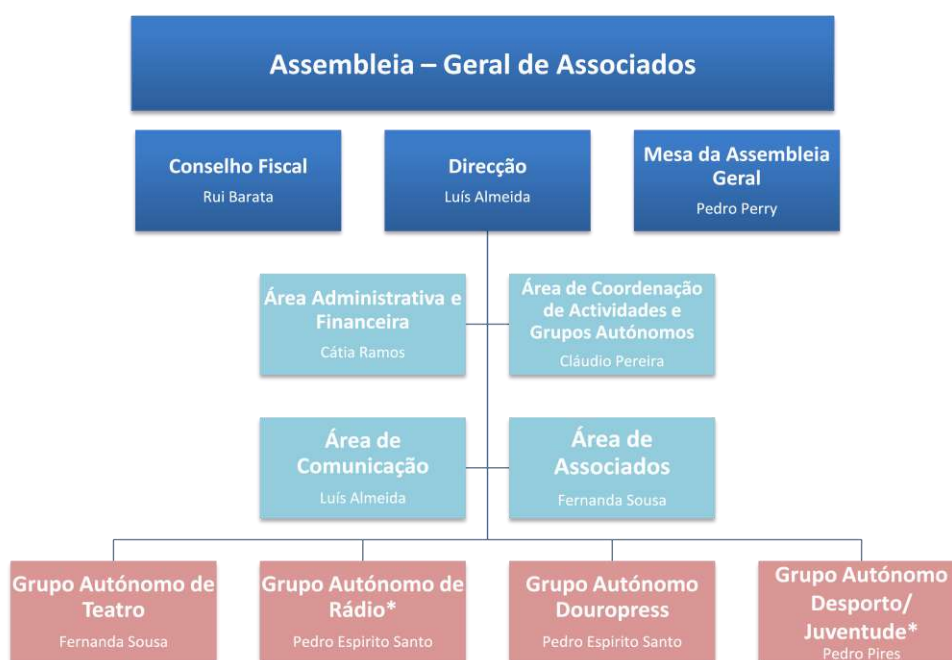 Assembleia – Geral de Associados
Conselho Fiscal
Rui Barata
Direcção
Luís Almeida
Mesa da Assembleia
Geral
Pedro Perry
Área Administrativa e
Financeira
Cátia Ramos
Área de Coordenação
de Actividades e
Grupos Autónomos
Cláudio Pereira
Área de
Comunicação
Luís Almeida
Área de
Associados
Fernanda Sousa
Grupo Autónomo de
Teatro
Fernanda Sousa
Grupo Autónomo de
Rádio*
Pedro Espirito Santo
Grupo Autónomo
Douropress
Pedro Espirito Santo
Grupo Autónomo
Desporto/
Juventude*
Pedro Pires